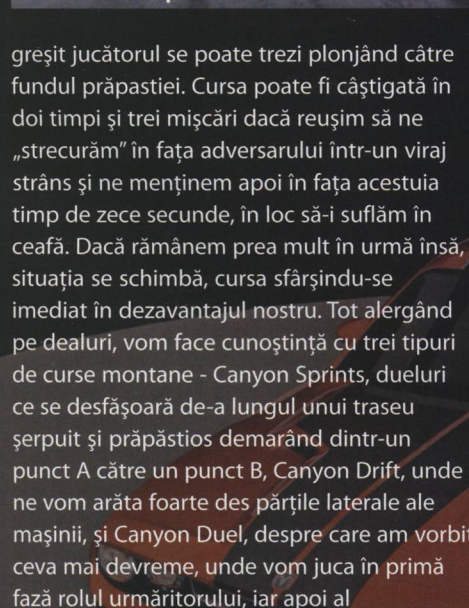 greşit jucătorul se poate trezi plonjând câtre
fundul prăpastiei. Cursa poate fi câştigată în
doi timpi şi trei mişcări dacă reuşim să ne
„strecurăm” în faţa adversarului într-un viraj
strâns şi ne menţinem apoi în faţa acestuia
timp de zece secunde, în loc să-i suflăm în
ceafă. Dacă rămânem prea mult în urmă însă,
situaţia se schimbă, cursa sfârşindu-se
imediat în dezavantajul nostru. Tot alergând
pe dealuri, vom face cunoştinţă cu trei tipuri
de curse montane - Canyon Sprints, dueluri
ce se desfăşoară de-a lungul unui traseu
şerpuit şi prăpăstios demarând dintr-un
punct A către un punct B, Canyon Drift, unde
ne vom arăta foarte des părţile laterale ale
maşinii, şi Canyon Duel, despre care am vorbit
ceva mai devreme, unde vom juca în primă
fază rolul urmăritorului, iar apoi al